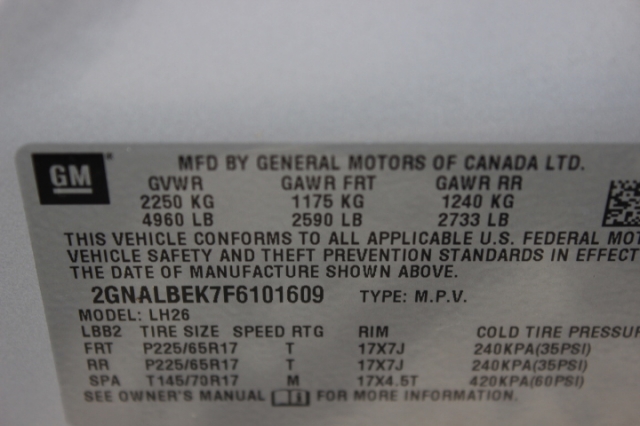 GM MFD BY GENERAL MOTORS OF CANADA LTD.
GVWR GAWR FRT GAWR RR
2250 KG 1175 KG 1240 KG
4960 LB 2590 LB 2733 LB
THIS VEHICLE CONFORMS TO ALL APPLICABLE U.S. FEDERAL MOT
VEHICLE SAFETY AND THEFT PREVENTION STANDARDS IN EFFECT
THE DATE OF MANUFACTURE SHOWN ABOVE.
2GNALBEK7F6101609 TYPE: M.P.V.
MODEL: LH26
LBB2 TIRE SIZE SPEED RTG RIM COLD TIRE PRESSUR
FRT P225/65R17 T 17X7J 240KPA(35PSI)
RR P225/65R17 T 17X7J 240KPA(35PSI)
SPA T145/70R17 M 17X4.5T 420KPA(60PSI)
SEE OWNER'S MANUAL FOR MORE INFORMATION.